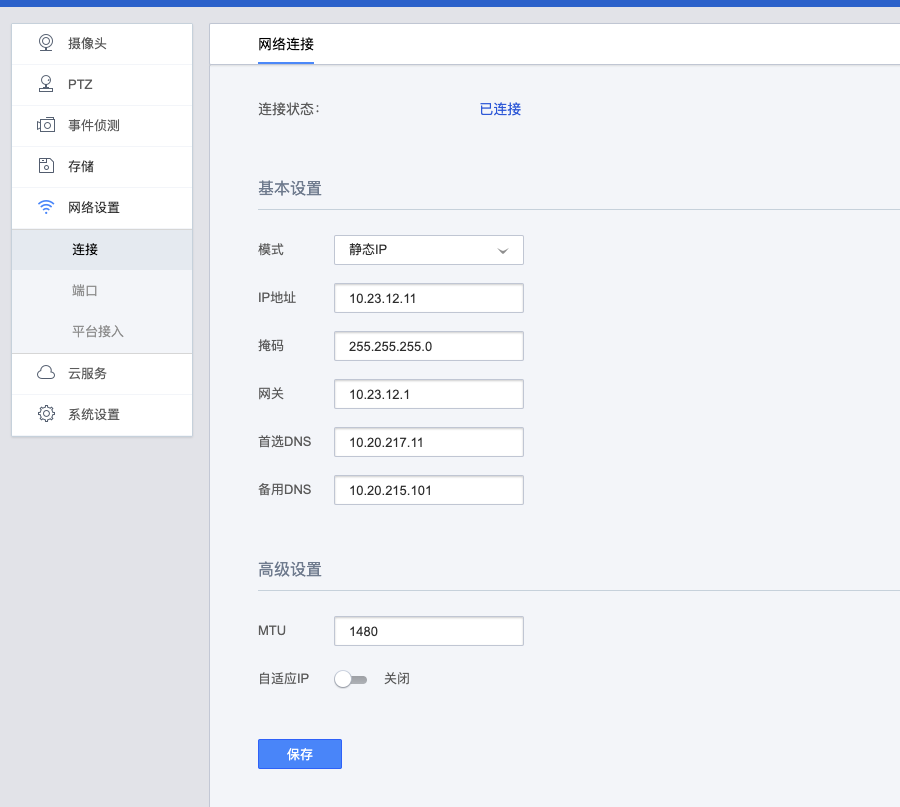 摄像头
PTZ
事件侦测
存储
网络设置
连接
端口
平台接入
云服务
系统设置
网络连接
连接状态: 已连接
基本设置
模式 静态IP
IP地址 10.23.12.11
掩码 255.255.255.0
网关 10.23.12.1
首选DNS 10.20.217.11
备用DNS 10.20.215.101
高级设置
MTU 1480
自适应IP 关闭
保存